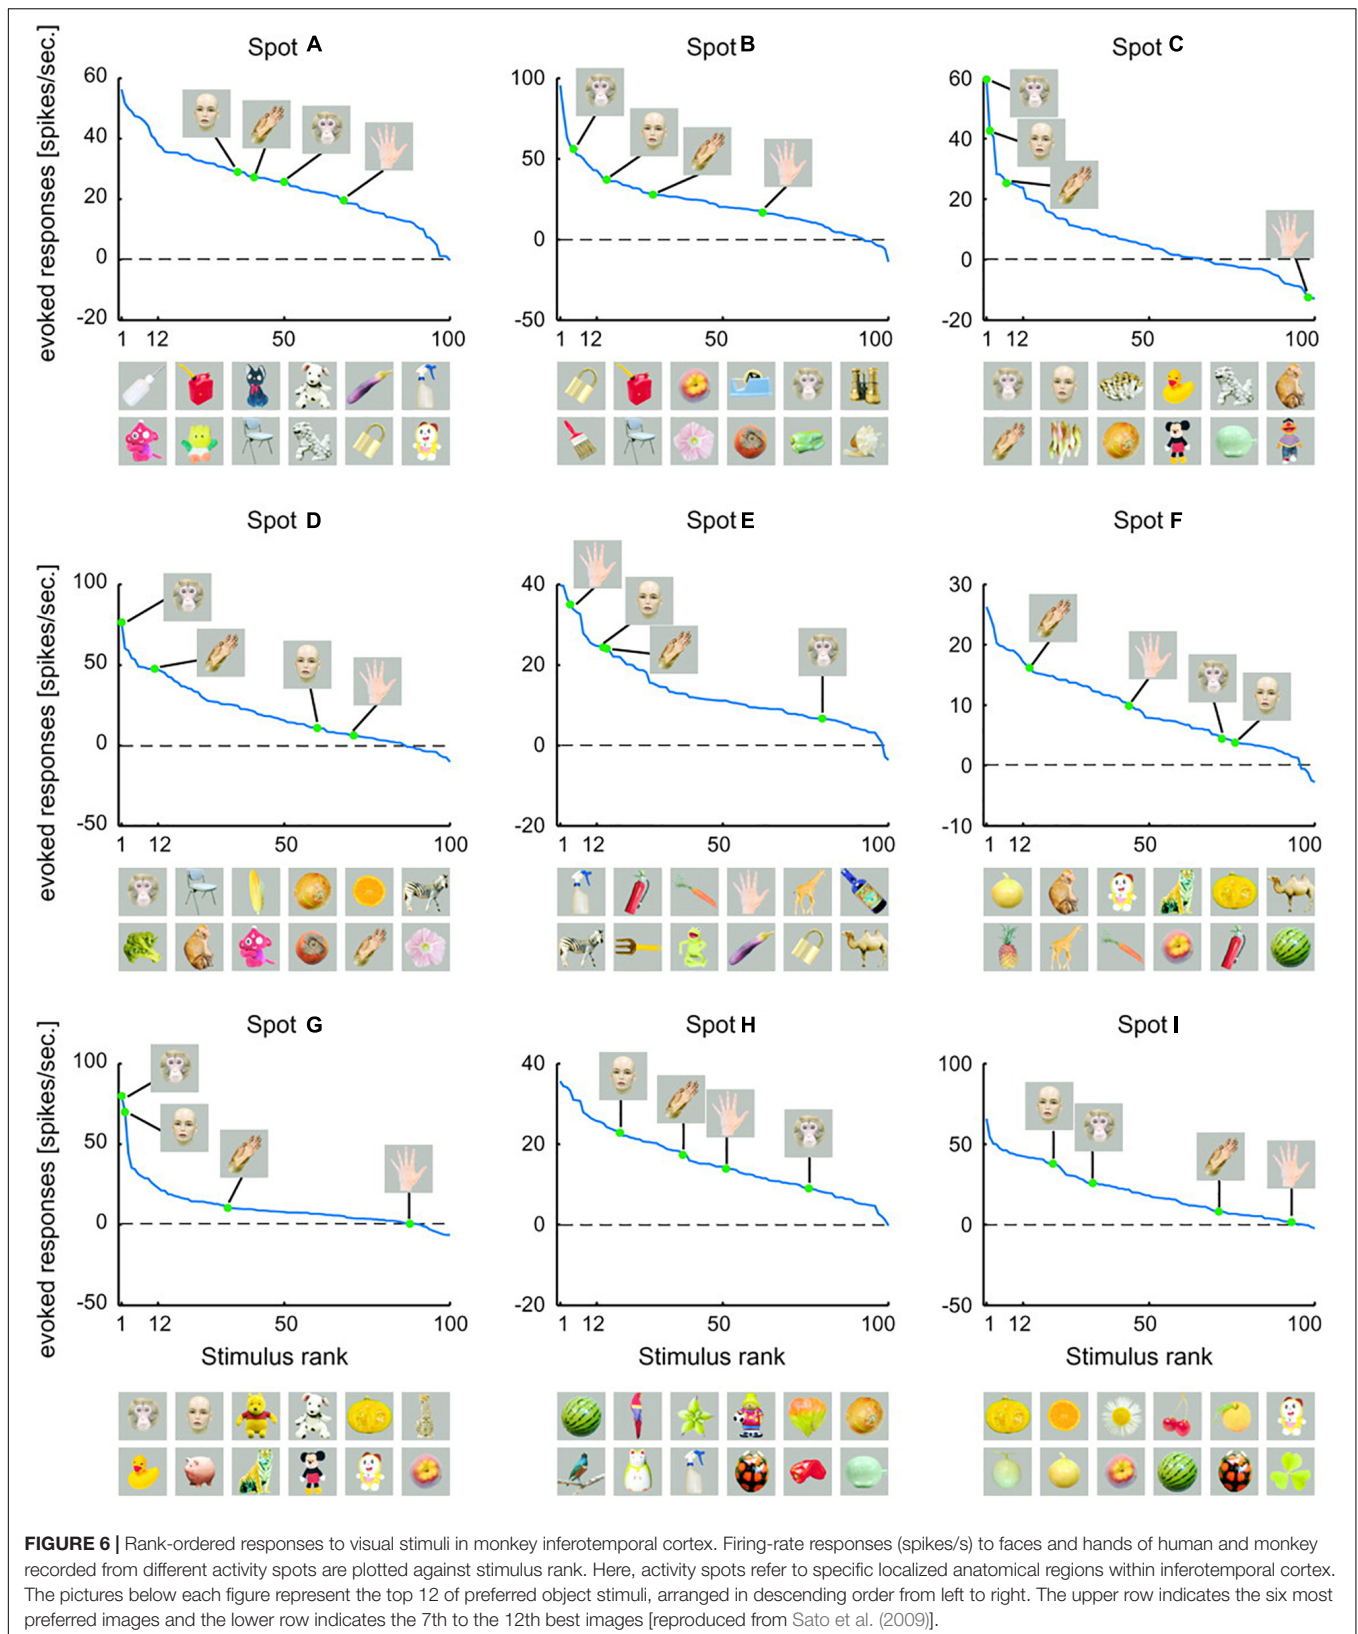 Spot A
Spot B
Spot C
evoked responses [spikes/sec.]
60
40
20
0
-20
1 12 50 100
100
50
0
-50
1 12 50 100
60
40
20
0
-20
1 12 50 100
Spot D
Spot E
Spot F
evoked responses [spikes/sec.]
100
50
0
-50
1 12 50 100
40
20
0
-20
1 12 50 100
30
20
10
0
-10
1 12 50 100
Spot G
Spot H
Spot I
evoked responses [spikes/sec.]
100
50
0
-50
1 12 50 100
Stimulus rank
40
20
0
-20
1 12 50 100
Stimulus rank
100
50
0
-50
1 12 50 100
Stimulus rank
FIGURE 6 | Rank-ordered responses to visual stimuli in monkey inferotemporal cortex. Firing-rate responses (spikes/s) to faces and hands of human and monkey
recorded from different activity spots are plotted against stimulus rank. Here, activity spots refer to specific localized anatomical regions within inferotemporal cortex.
The pictures below each figure represent the top 12 of preferred object stimuli, arranged in descending order from left to right. The upper row indicates the six most
preferred images and the lower row indicates the 7th to the 12th best images [reproduced from Sato et al. (2009)].